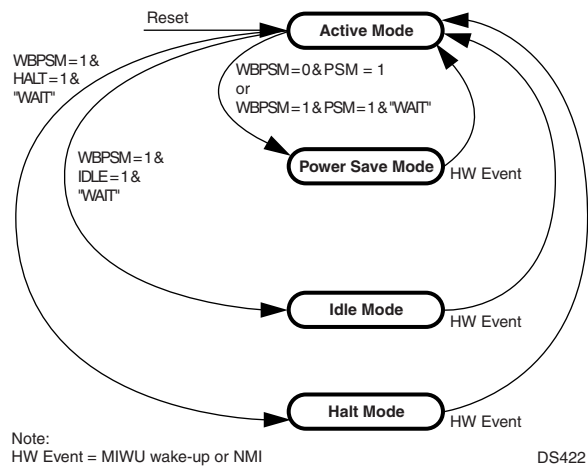 Reset
Active Mode
WBPSM=1&
HALT=1&
"WAIT"
WBPSM=0&PSM = 1
or
WBPSM=1&PSM=1&"WAIT"
WBPSM=1&
IDLE=1&
"WAIT"
Power Save Mode
HW Event
Idle Mode
HW Event
Halt Mode
HW Event
Note:
HW Event = MIWU wake-up or NMI
DS422